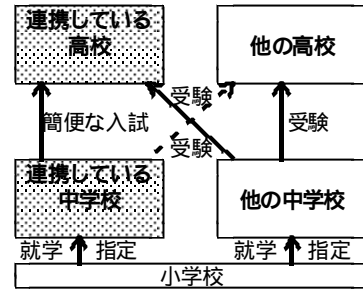 連携している
高校
他の高校
受験
簡便な入試
受験
受験
連携している
中学校
他の中学校
就学
指定
就学
指定
小学校